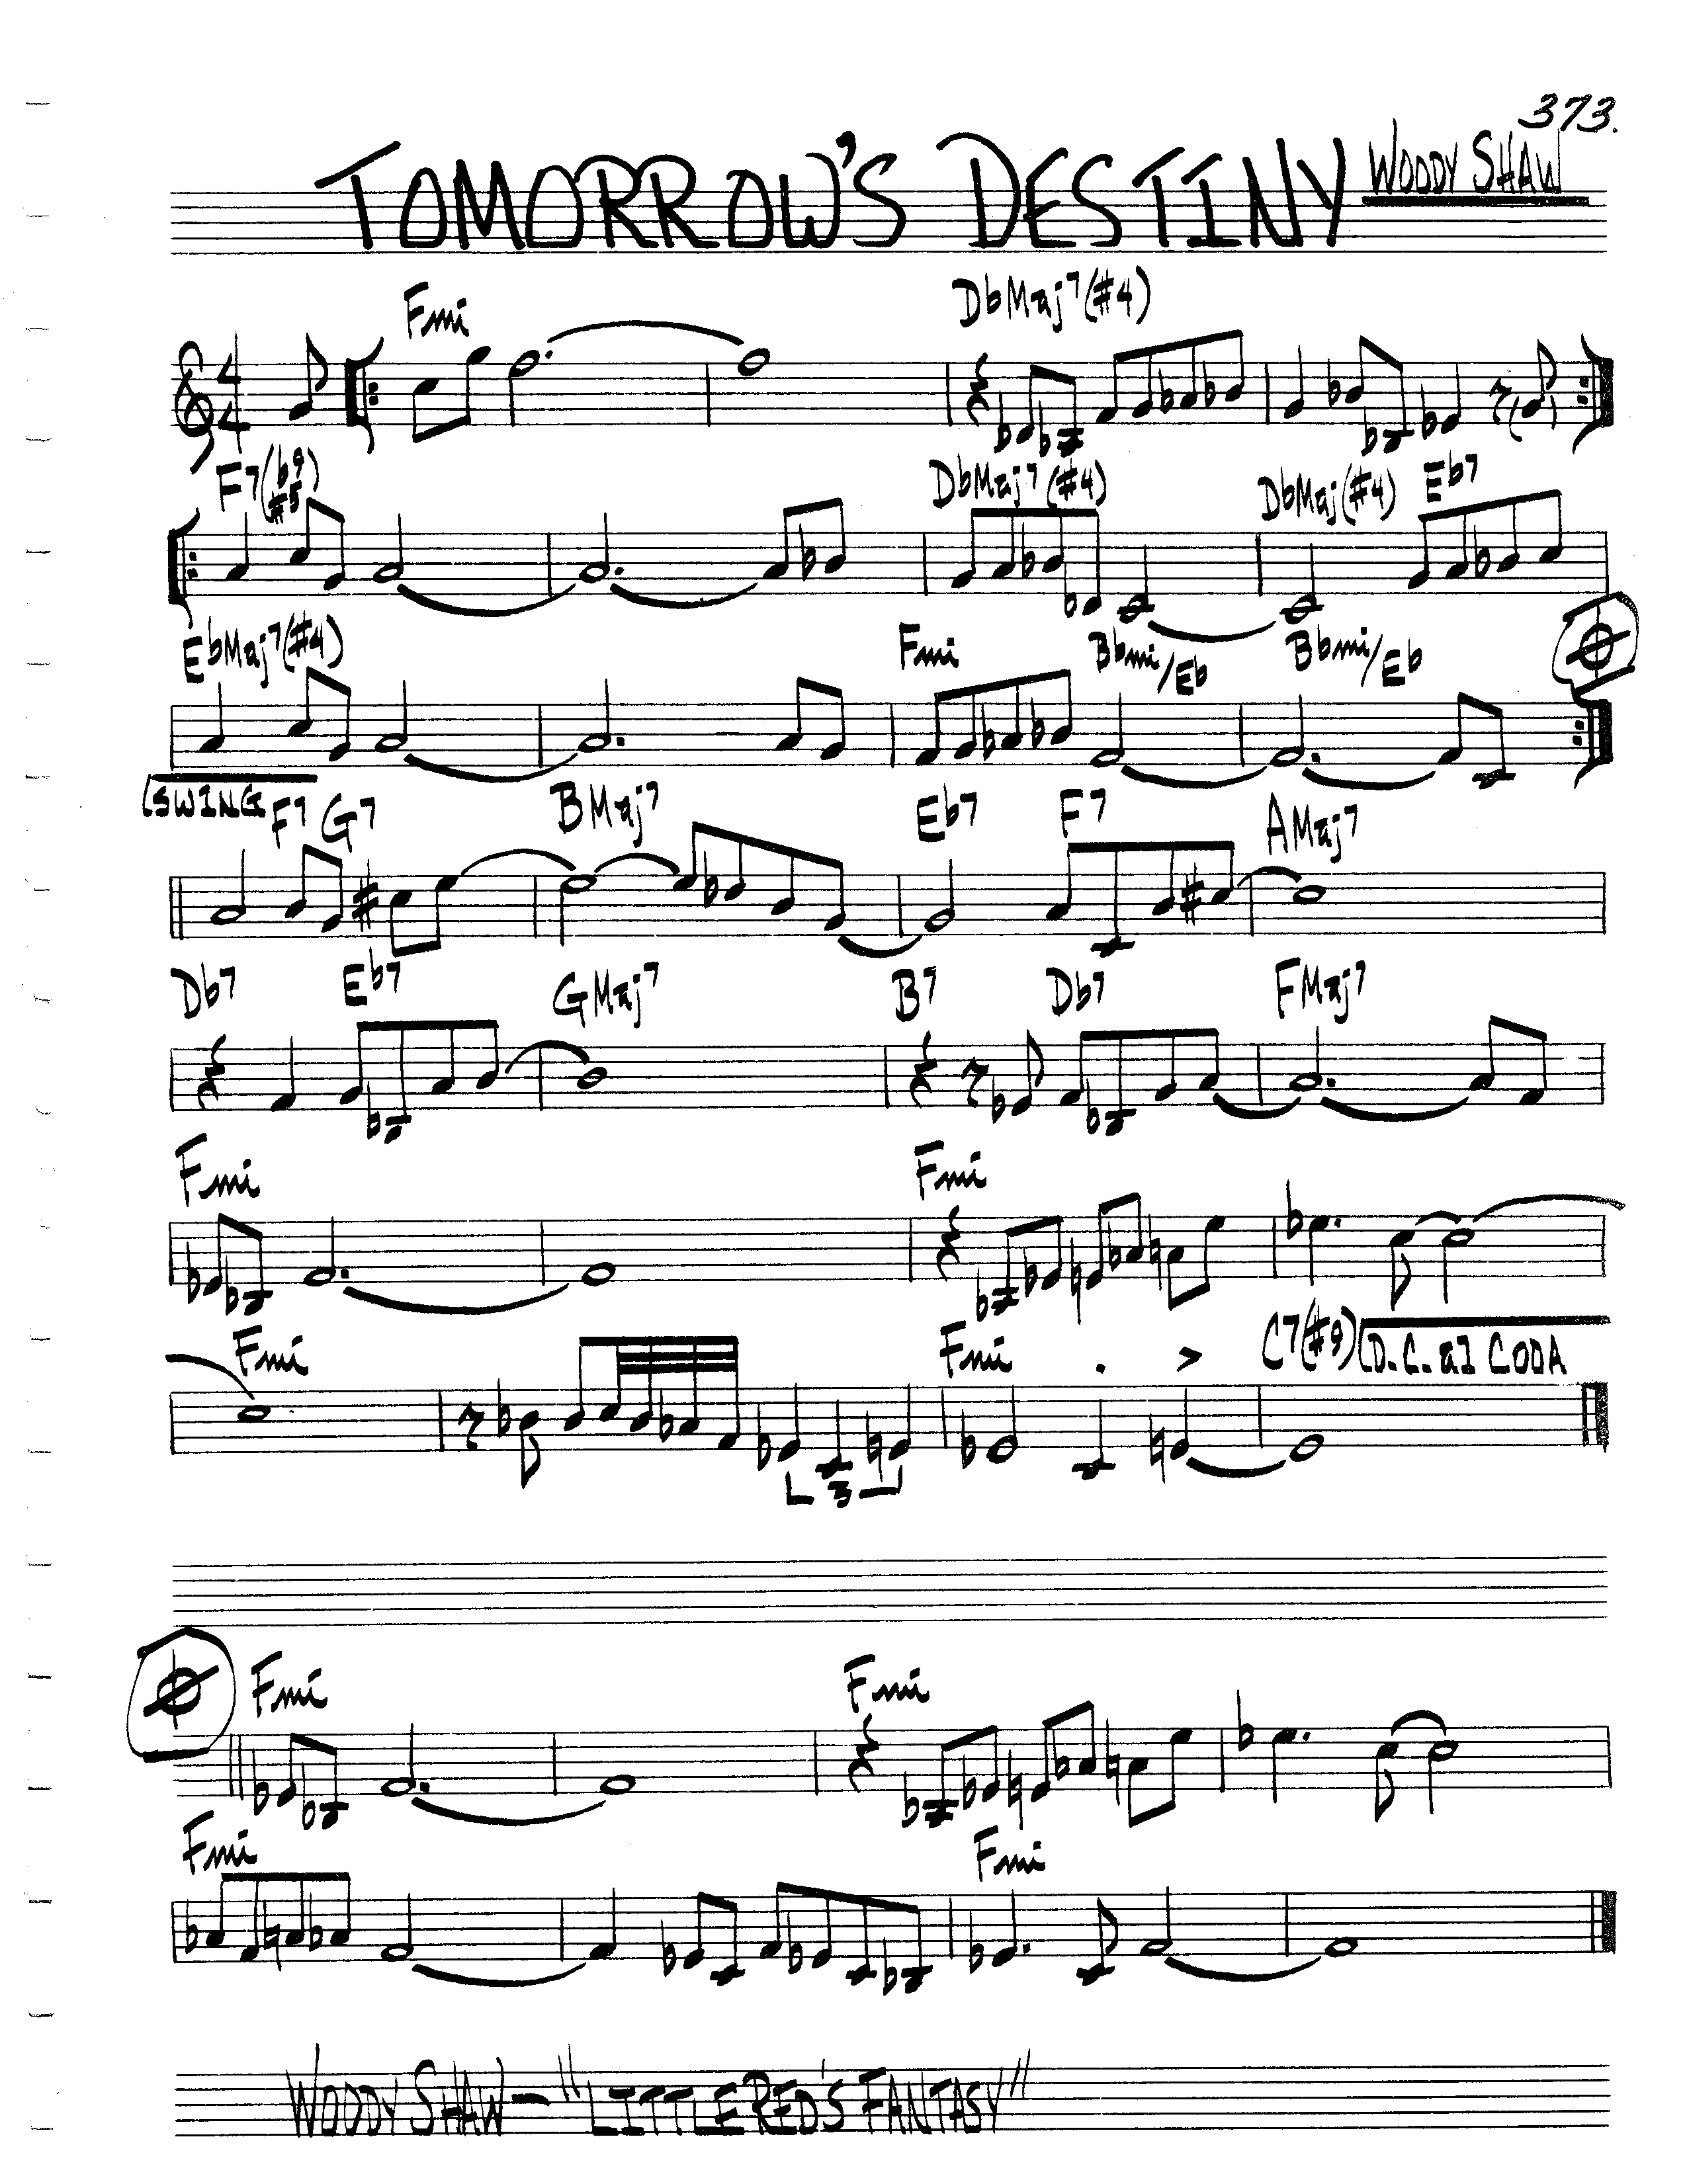 373.
TOMORROW'S DESTINY WOODY SHAW
Fmi DbMaj7(#4)
4
4
F7(b9 #5) DbMaj7(#4) DbMaj(#4) Eb7
EbMaj7(#4) Fmi Bbmi/Eb Bbmi/Eb
(SWING F7 G7 BMaj7 Eb7 F7 AMaj7
Db7 Eb7 GMaj7 B7 Db7 FMaj7
Fmi Fmi
Fmi Fmi C7(#9) (D.C. al CODA
3
Fmi Fmi
Fmi Fmi
WOODY SHAW — "LITTLE RED'S FANTASY"